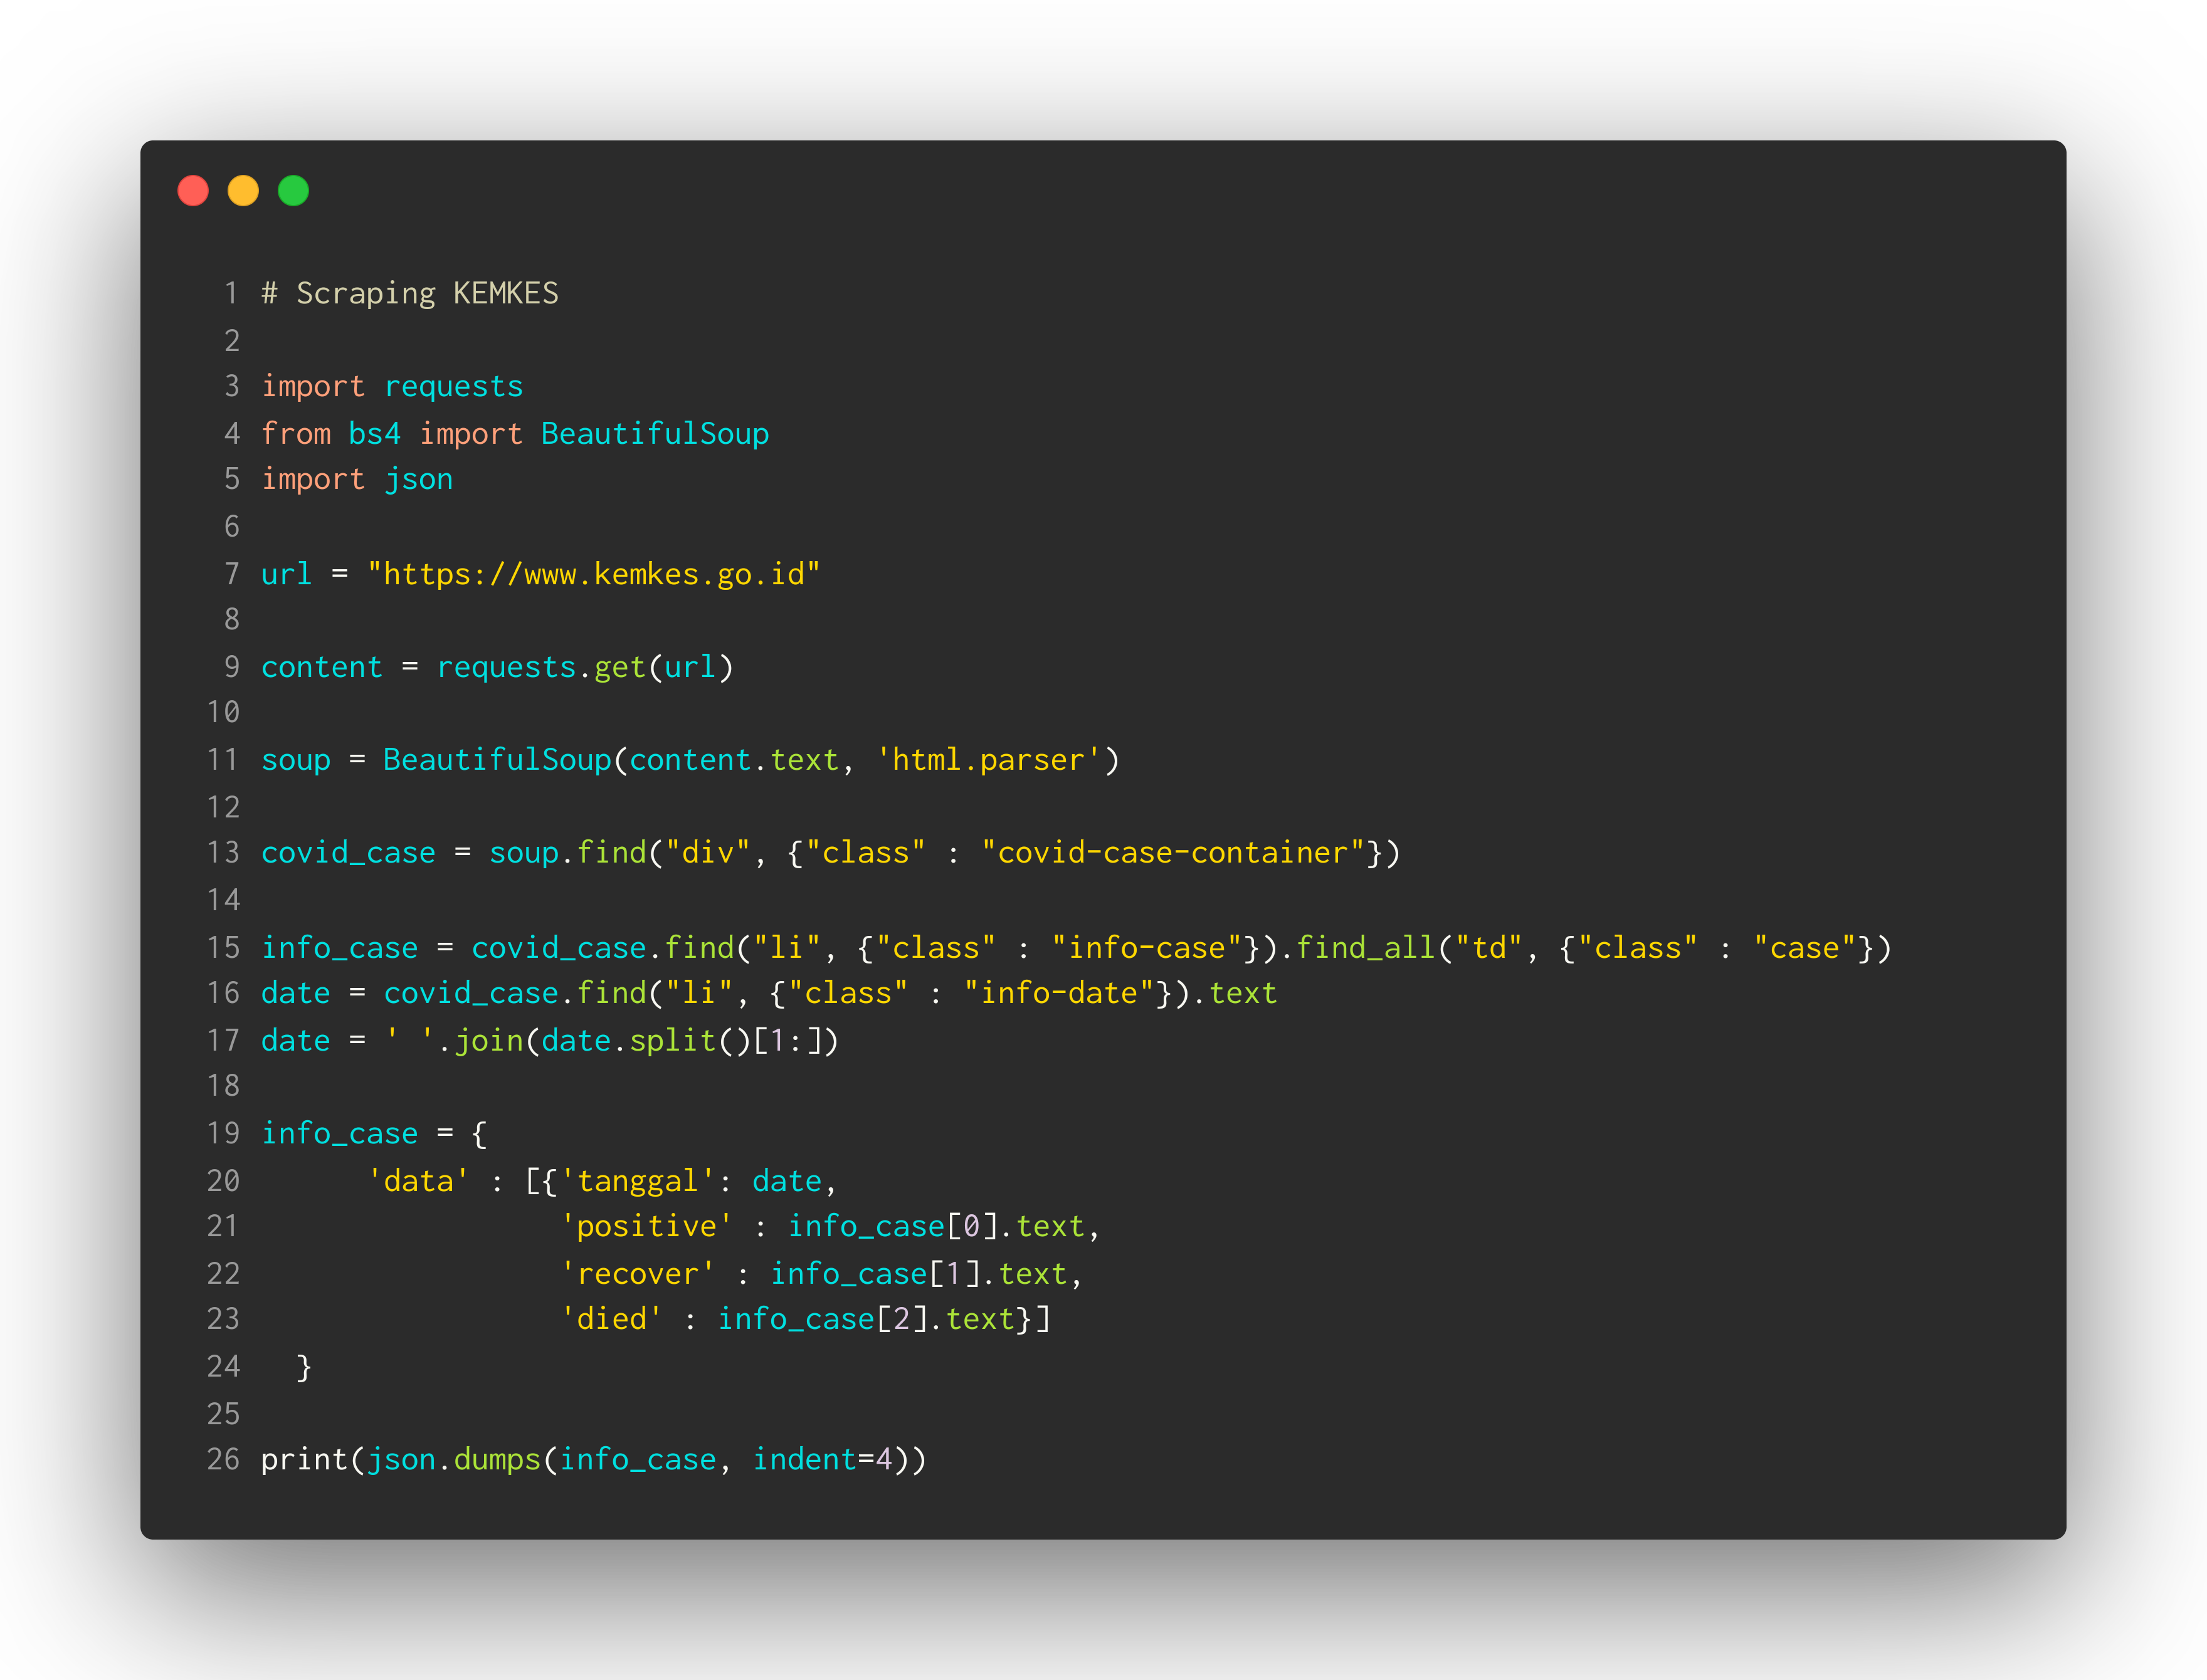 1 # Scraping KEMKES
2
3 import requests
4 from bs4 import BeautifulSoup
5 import json
6
7 url = "https://www.kemkes.go.id"
8
9 content = requests.get(url)
10
11 soup = BeautifulSoup(content.text, 'html.parser')
12
13 covid_case = soup.find("div", {"class" : "covid-case-container"})
14
15 info_case = covid_case.find("li", {"class" : "info-case"}).find_all("td", {"class" : "case"})
16 date = covid_case.find("li", {"class" : "info-date"}).text
17 date = ' '.join(date.split()[1:])
18
19 info_case = {
20       'data' : [{'tanggal': date,
21                  'positive' : info_case[0].text,
22                  'recover' : info_case[1].text,
23                  'died' : info_case[2].text}]
24   }
25
26 print(json.dumps(info_case, indent=4))